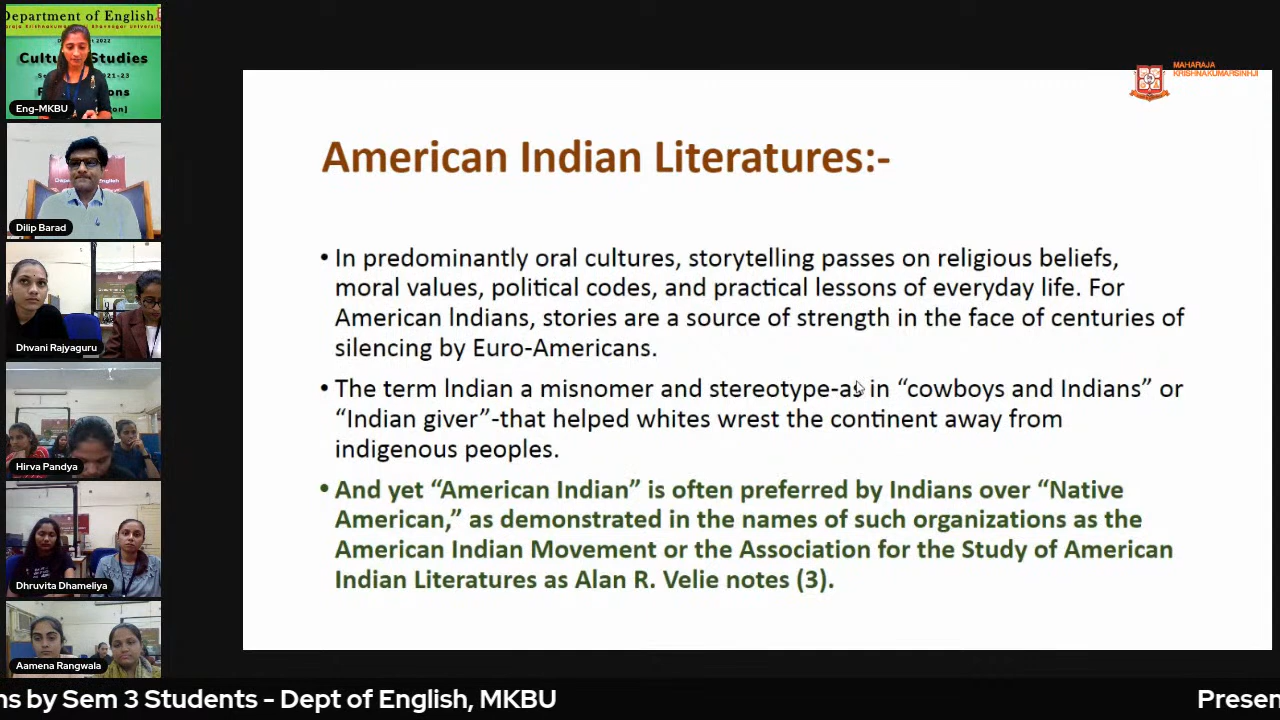 Department of English
Cultu
Studies
Eng-MKBU
Dilip Barad
Dhvani Rajyaguru
Hirva Pandya
Dhruvita Dhameliya
Aamena Rangwala
MAHARAJA
KRISHNAKUMARSINHJI
American Indian Literatures:-
• In predominantly oral cultures, storytelling passes on religious beliefs,
moral values, political codes, and practical lessons of everyday life. For
American lndians, stories are a source of strength in the face of centuries of
silencing by Euro-Americans.
• The term lndian a misnomer and stereotype-as in “cowboys and Indians” or
“Indian giver”-that helped whites wrest the continent away from
indigenous peoples.
• And yet “American Indian” is often preferred by Indians over “Native
American,” as demonstrated in the names of such organizations as the
American Indian Movement or the Association for the Study of American
Indian Literatures as Alan R. Velie notes (3).
ns by Sem 3 Students - Dept of English, MKBU
Presen